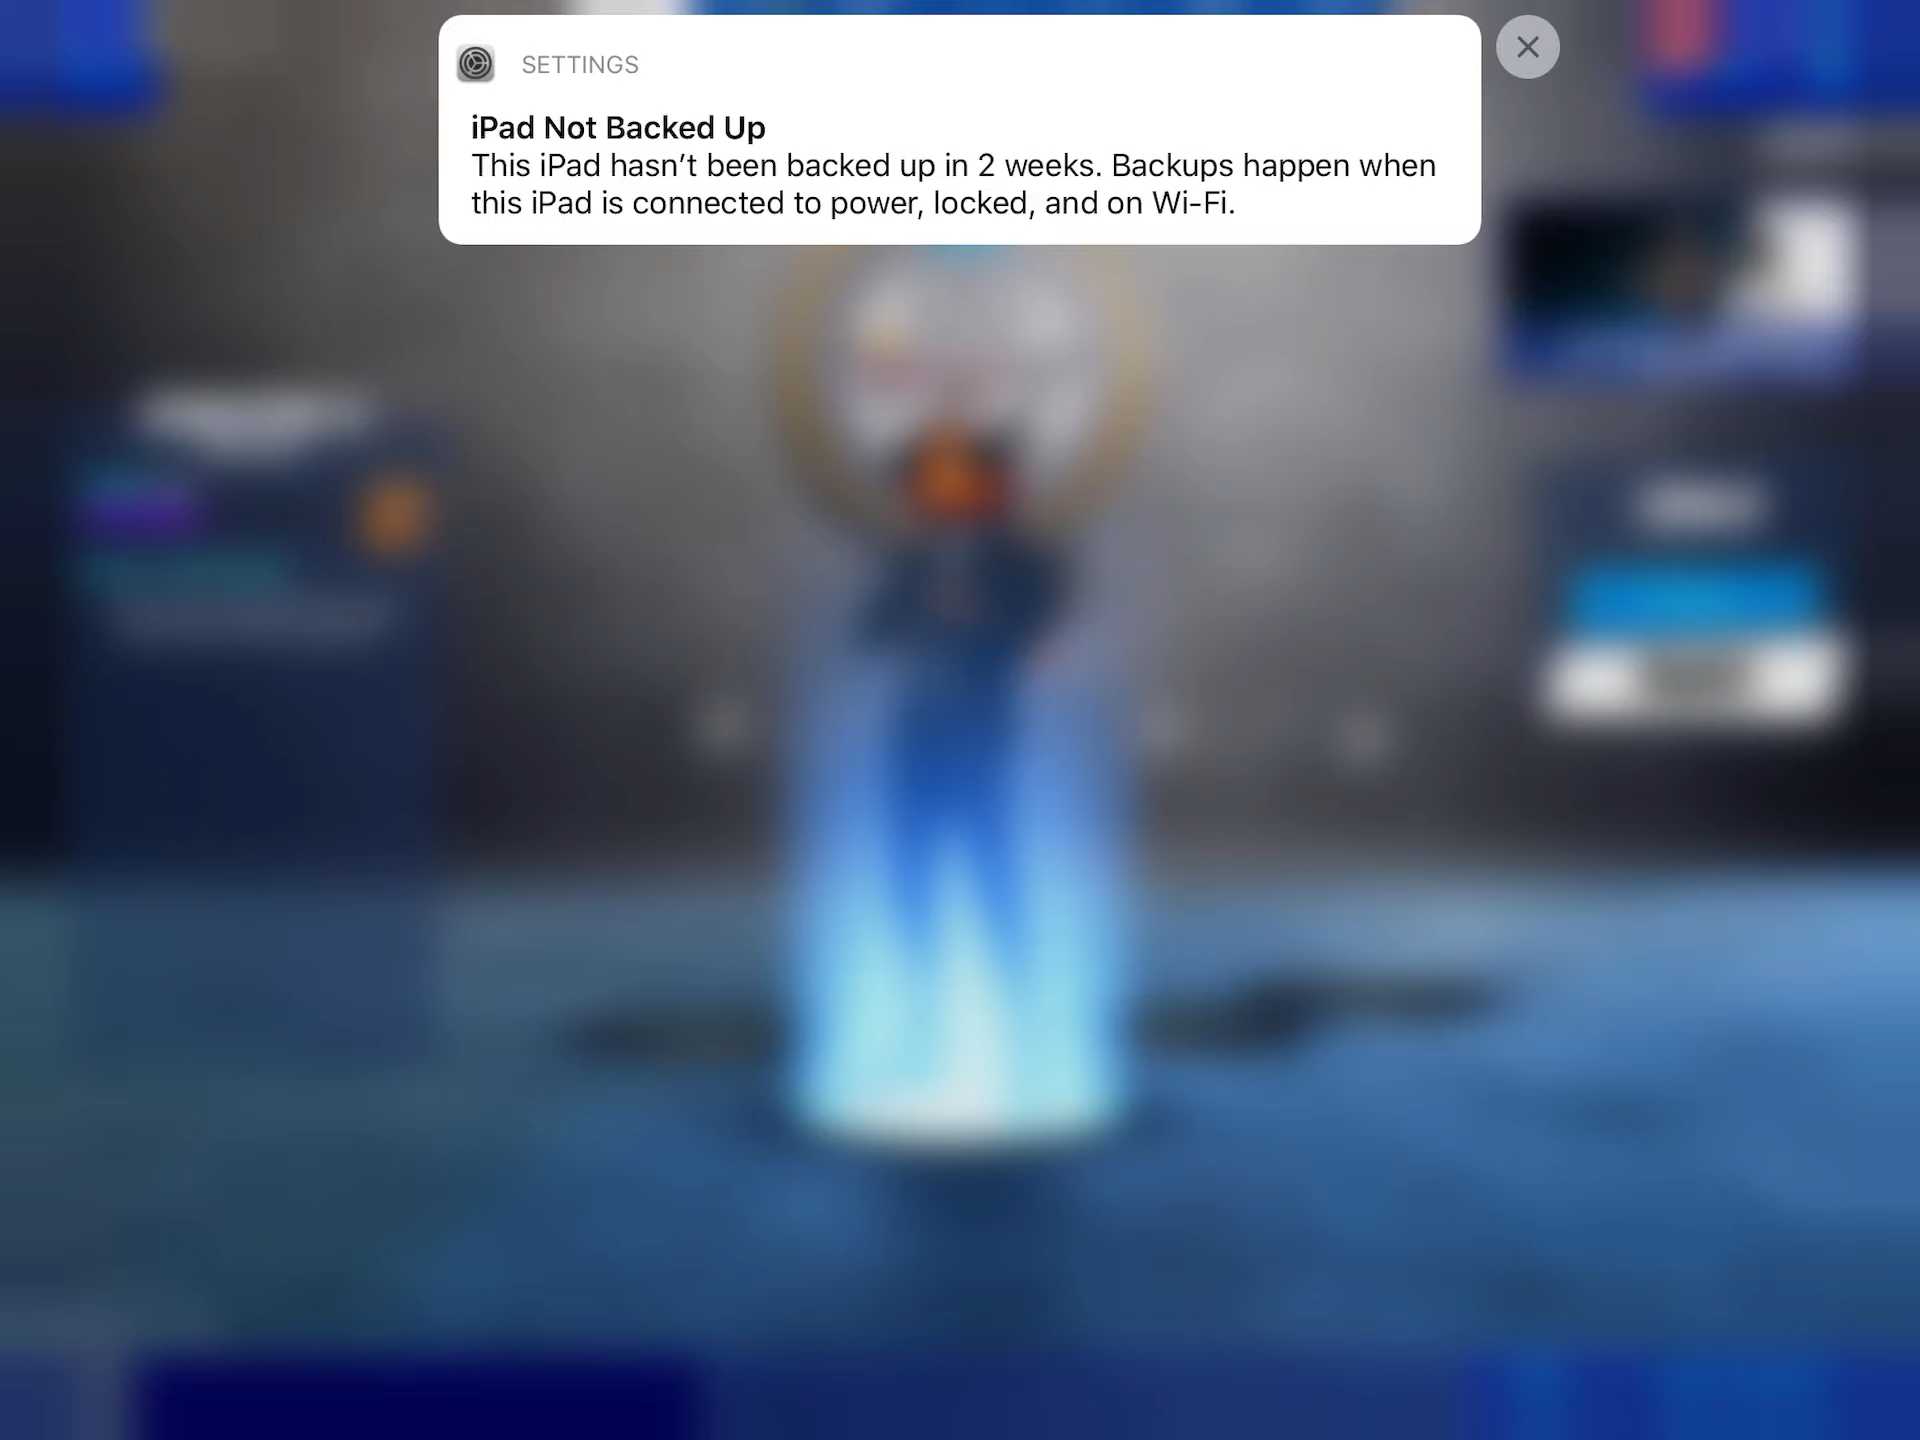 SETTINGS
iPad Not Backed Up
This iPad hasn’t been backed up in 2 weeks. Backups happen when
this iPad is connected to power, locked, and on Wi-Fi.